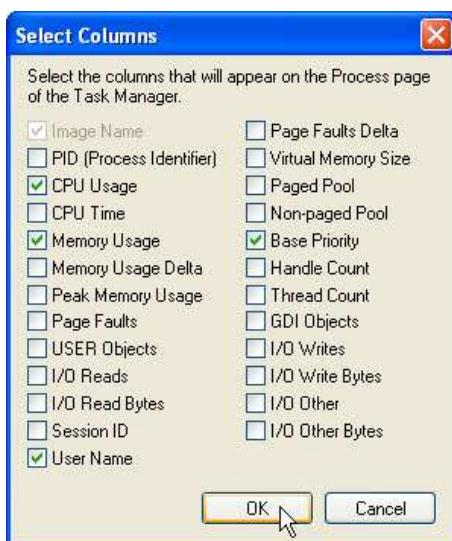 Select Columns
Select the columns that will appear on the Process page
of the Task Manager.
Image Name
PID (Process Identifier)
CPU Usage
CPU Time
Memory Usage
Memory Usage Delta
Peak Memory Usage
Page Faults
USER Objects
I/O Reads
I/O Read Bytes
Session ID
User Name
Page Faults Delta
Virtual Memory Size
Paged Pool
Non-paged Pool
Base Priority
Handle Count
Thread Count
GDI Objects
I/O Writes
I/O Write Bytes
I/O Other
I/O Other Bytes
OK
Cancel